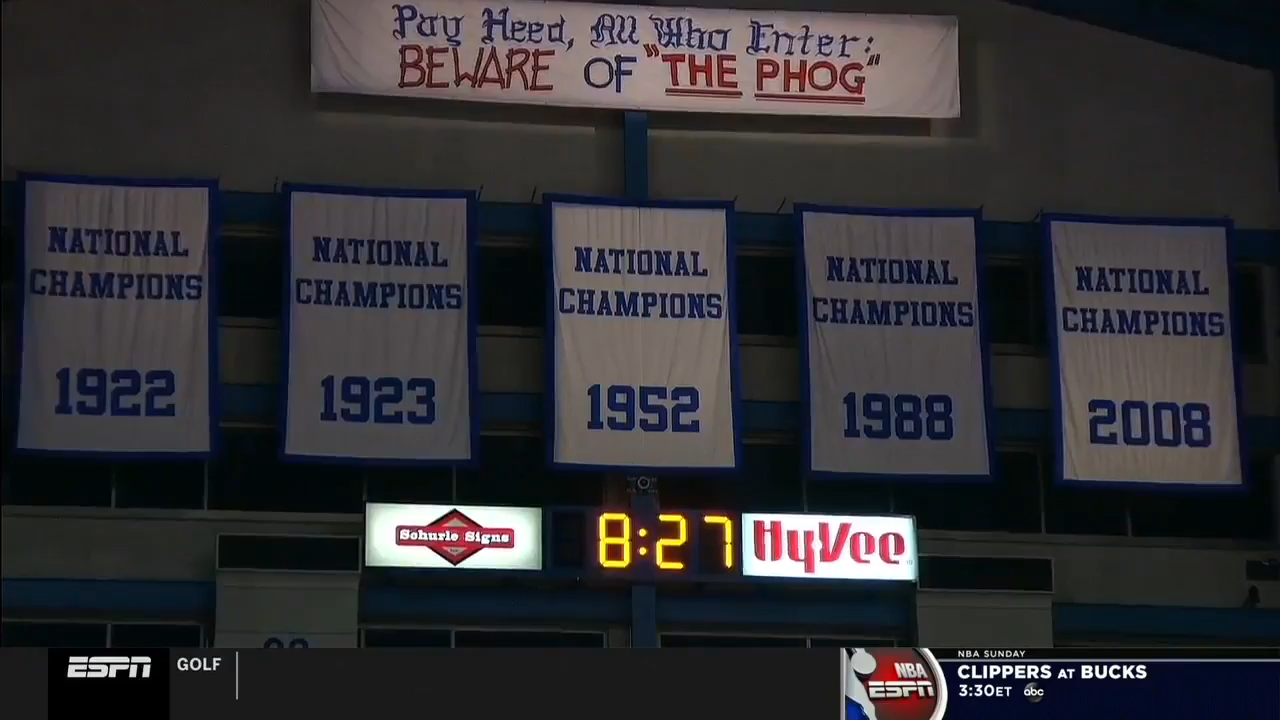 Pay Heed, All Who Enter:
BEWARE OF "THE PHOG"
NATIONAL
CHAMPIONS
1922
NATIONAL
CHAMPIONS
1923
NATIONAL
CHAMPIONS
1952
NATIONAL
CHAMPIONS
1988
NATIONAL
CHAMPIONS
2008
Schurle Signs
8:27
HyVee
ESPN
GOLF
NBA
ESPN
NBA SUNDAY
CLIPPERS AT BUCKS
3:30ET abc